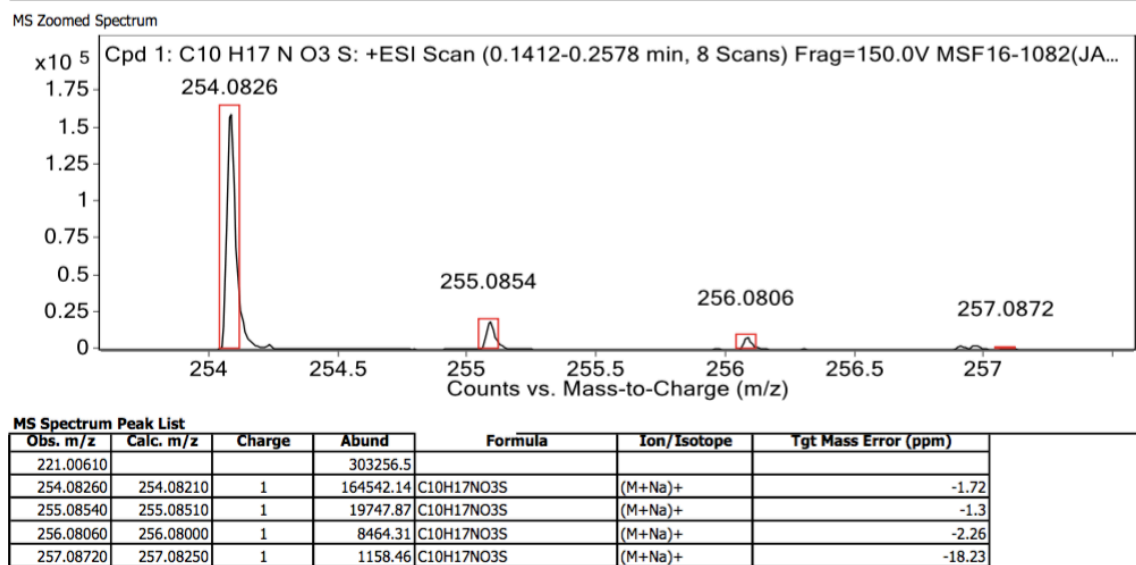 MS Zoomed Spectrum
x10 5 Cpd 1: C10 H17 N O3 S: +ESI Scan (0.1412-0.2578 min, 8 Scans) Frag=150.0V MSF16-1082(JA...
1.75
254.0826
1.5
1.25
1
0.75
0.5
255.0854
256.0806
257.0872
0.25
0
254 254.5 255 255.5 256 256.5 257
Counts vs. Mass-to-Charge (m/z)
MS Spectrum Peak List
Obs. m/z Calc. m/z Charge Abund Formula Ion/Isotope Tgt Mass Error (ppm)
221.00610 303256.5
254.08260 254.08210 1 164542.14 C10H17NO3S (M+Na)+ -1.72
255.08540 255.08510 1 19747.87 C10H17NO3S (M+Na)+ -1.3
256.08060 256.08000 1 8464.31 C10H17NO3S (M+Na)+ -2.26
257.08720 257.08250 1 1158.46 C10H17NO3S (M+Na)+ -18.23